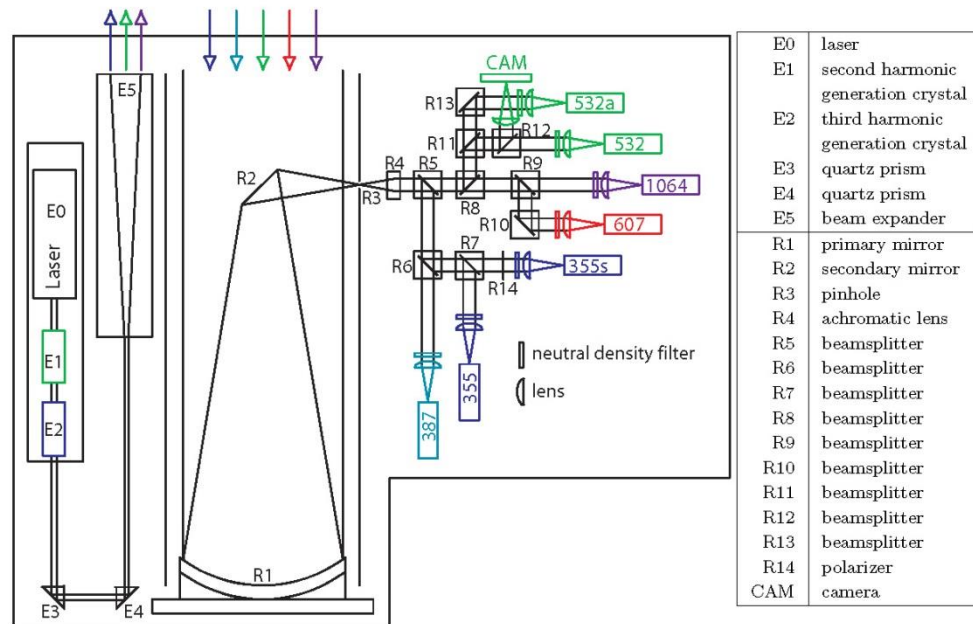 E5
CAM
R13
532a
R11
R12
532
R2
R4
R5
R9
R3
R8
1064
E0
Laser
R10
607
R7
R6
355s
R14
E1
neutral density filter
355
lens
E2
387
R1
E3
E4
E0 laser
E1 second harmonic
generation crystal
E2 third harmonic
generation crystal
E3 quartz prism
E4 quartz prism
E5 beam expander
R1 primary mirror
R2 secondary mirror
R3 pinhole
R4 achromatic lens
R5 beamsplitter
R6 beamsplitter
R7 beamsplitter
R8 beamsplitter
R9 beamsplitter
R10 beamsplitter
R11 beamsplitter
R12 beamsplitter
R13 beamsplitter
R14 polarizer
CAM camera